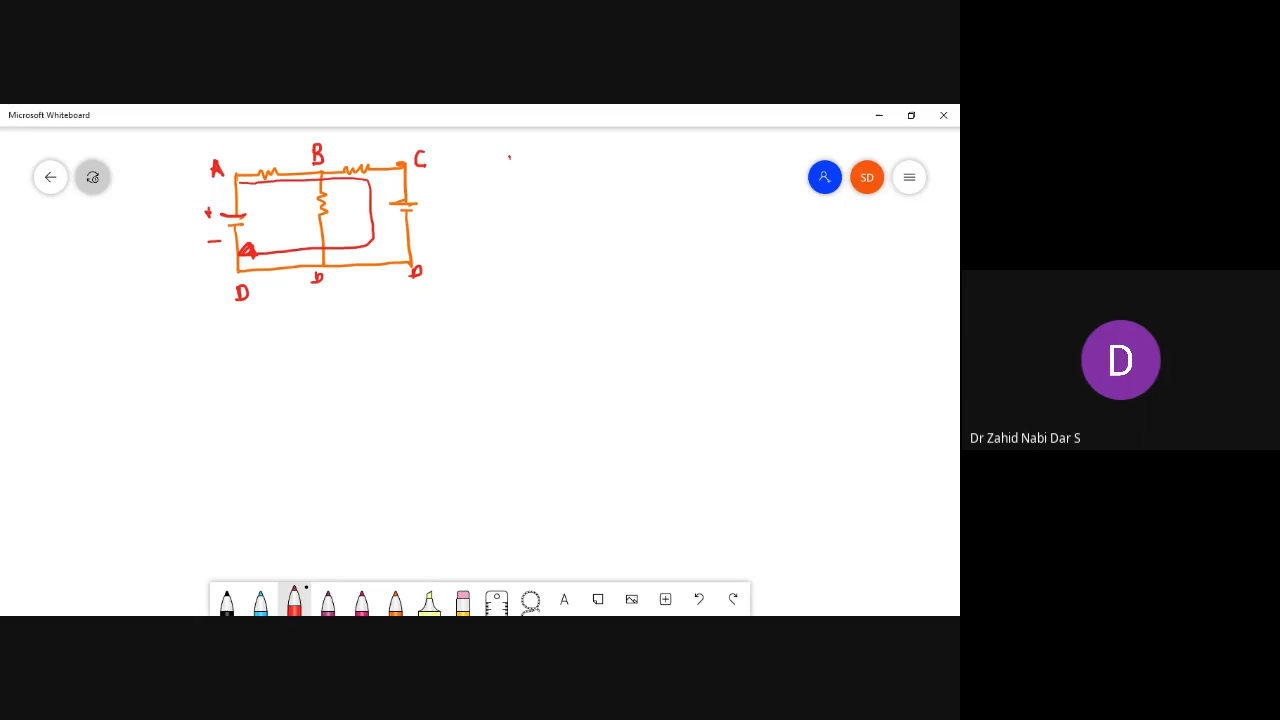 Microsoft Whiteboard
B
A
C
SD
+
−
D
D
D
A
D
Dr Zahid Nabi Dar S